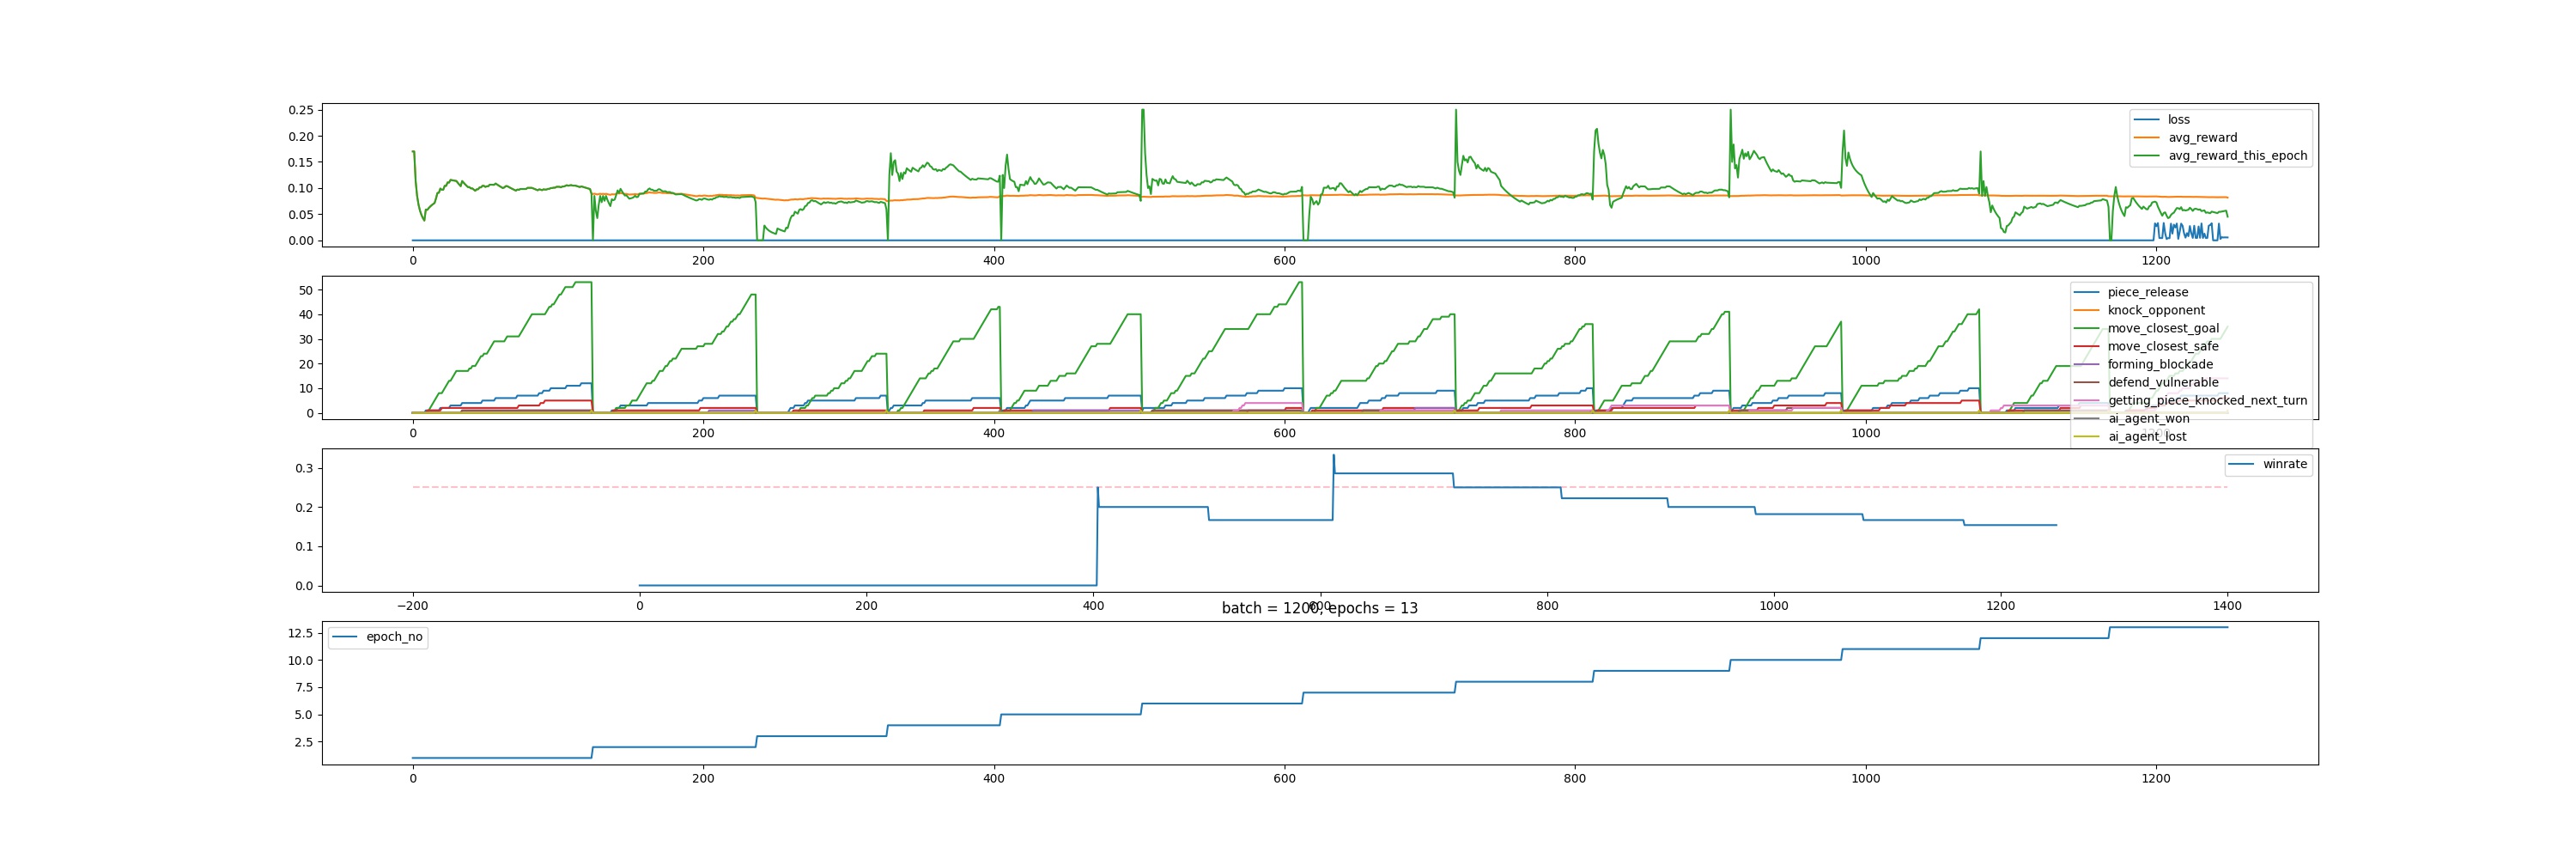 0.25
loss
0.20
avg_reward
0.15
avg_reward_this_epoch
0.10
0.05
0.00
0 200 400 600 800 1000 1200
50
piece_release
knock_opponent
40
move_closest_goal
30
move_closest_safe
20
forming_blockade
defend_vulnerable
10
getting_piece_knocked_next_turn
0
ai_agent_won
ai_agent_lost
0 200 400 600 800 1000 1200
0.3
winrate
0.2
0.1
0.0
−200 0 200 400 600 800 1000 1200 1400
batch = 1200, epochs = 13
12.5
epoch_no
10.0
7.5
5.0
2.5
0 200 400 600 800 1000 1200